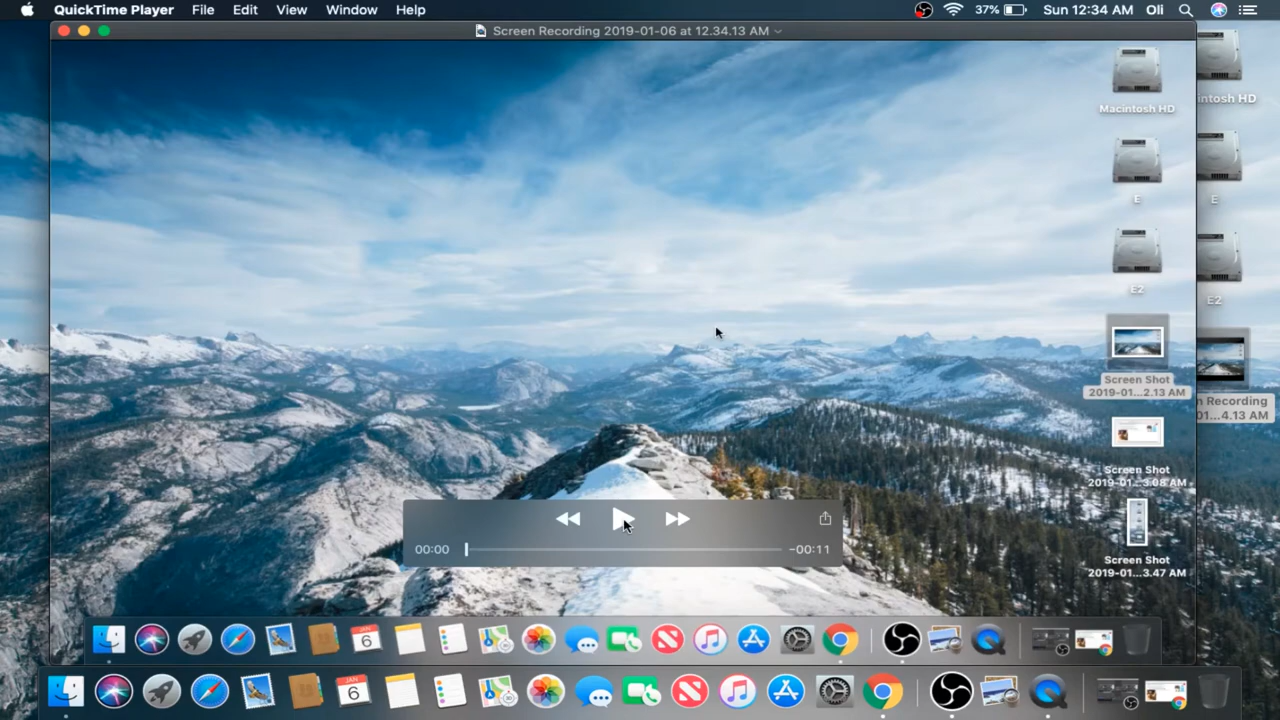 QuickTime Player File Edit View Window Help 37% Sun 12:34 AM Oli
Screen Recording 2019-01-06 at 12.34.13 AM
Macintosh HD
ntosh HD
E
E
E2
E2
Screen Shot
2019-01...2.13 AM
n Recording
01...4.13 AM
Screen Shot
2019-01...3.08 AM
Screen Shot
2019-01...3.47 AM
00:00 -00:11
JAN
6
JAN
6